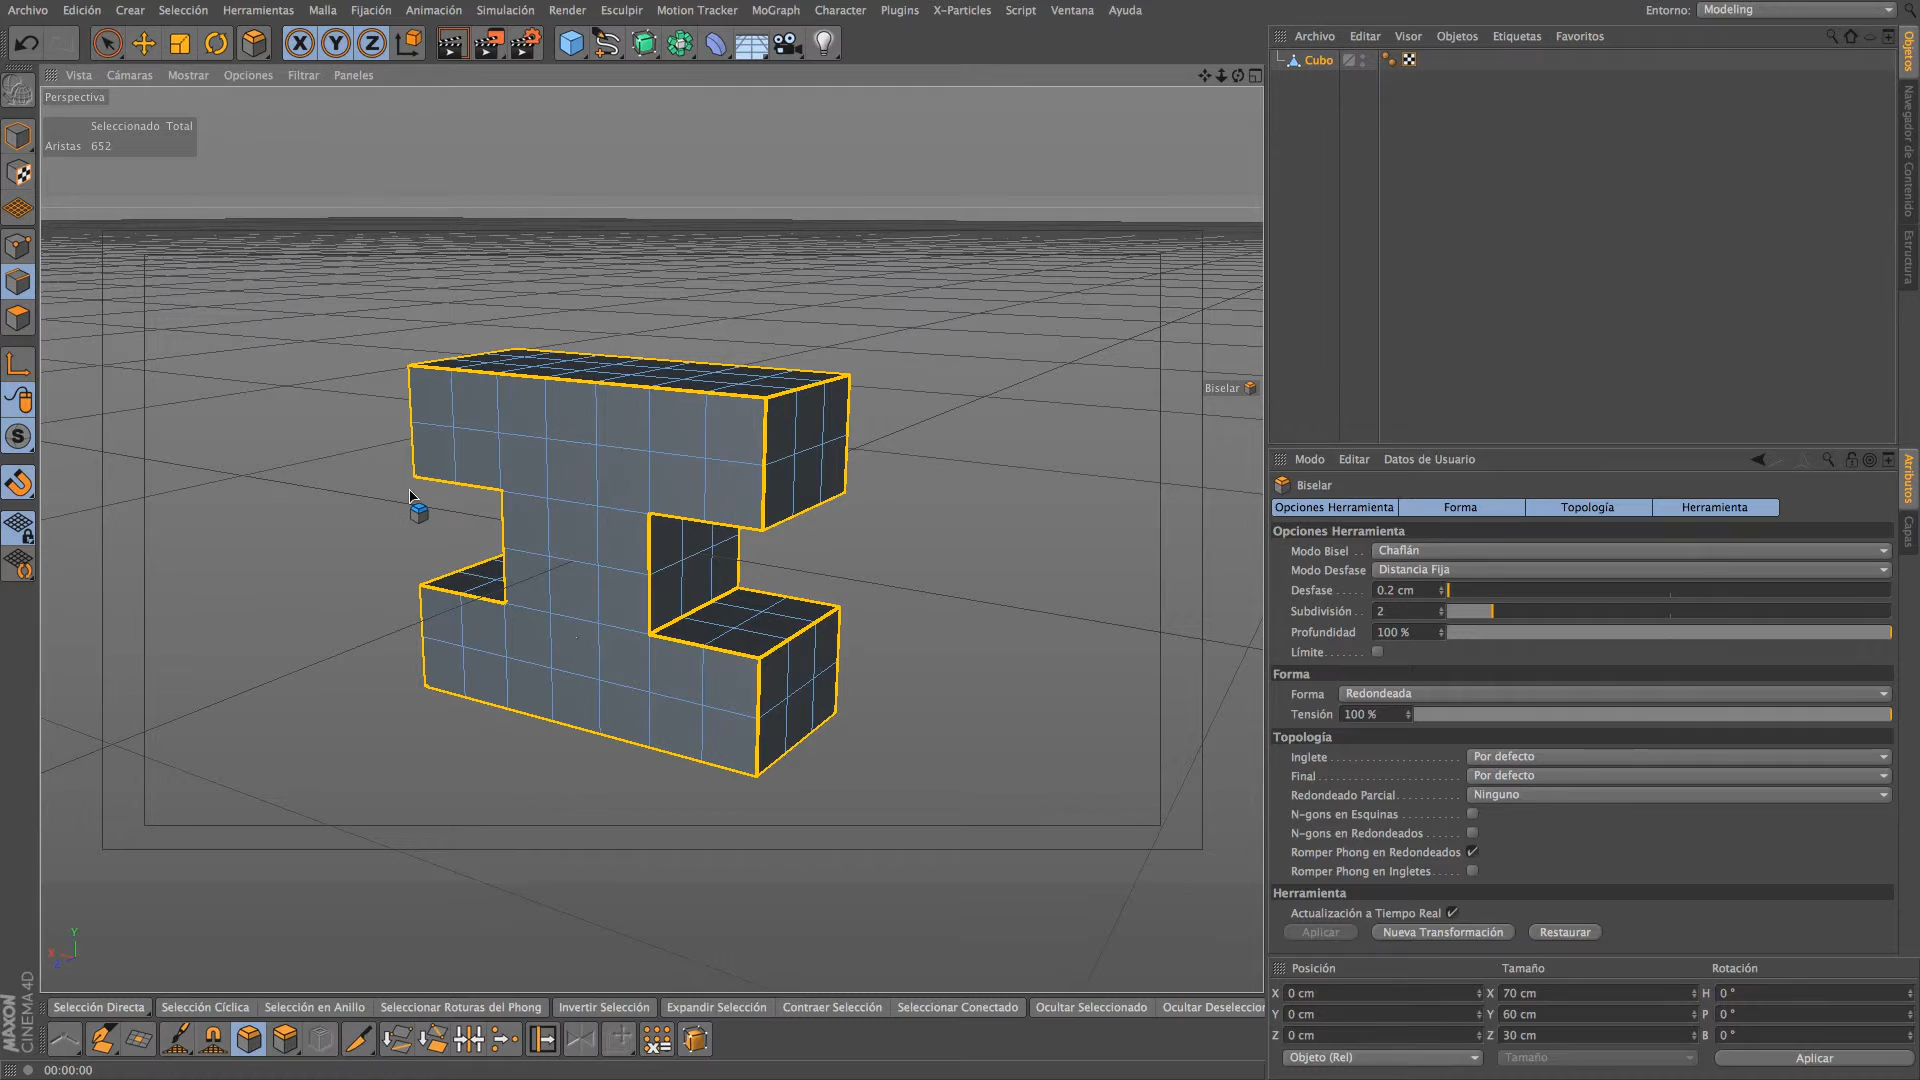 Archivo Edición Crear Selección Herramientas Malla Fijación Animación Simulación Render Esculpir Motion Tracker MoGraph Character Plugins X-Particles Script Ventana Ayuda
Entorno: Modeling
X Y Z
Vista Cámaras Mostrar Opciones Filtrar Paneles
Perspectiva
Seleccionado Total
Aristas 652
Biselar
S
Y
X
Z
MAXON
CINEMA 4D
Selección Directa Selección Cíclica Selección en Anillo Seleccionar Roturas del Phong Invertir Selección Expandir Selección Contraer Selección Seleccionar Conectado Ocultar Seleccionado Ocultar Deseleccion
00:00:00
Archivo Editar Visor Objetos Etiquetas Favoritos
Cubo
Objetos
Navegador de Contenido
Estructura
Modo Editar Datos de Usuario
Biselar
Opciones Herramienta Forma Topología Herramienta
Opciones Herramienta
Modo Bisel . . Chaflán
Modo Desfase Distancia Fija
Desfase . . . . . 0.2 cm
Subdivisión . . 2
Profundidad 100 %
Límite. . . . . . .
Forma
Forma Redondeada
Tensión 100 %
Topología
Inglete Por defecto
Final Por defecto
Redondeado Parcial Ninguno
N-gons en Esquinas
N-gons en Redondeados
Romper Phong en Redondeados
Romper Phong en Ingletes
Herramienta
Actualización a Tiempo Real
Aplicar Nueva Transformación Restaurar
Atributos
Capas
Posición Tamaño Rotación
X 0 cm X 70 cm H 0 °
Y 0 cm Y 60 cm P 0 °
Z 0 cm Z 30 cm B 0 °
Objeto (Rel) Tamaño Aplicar